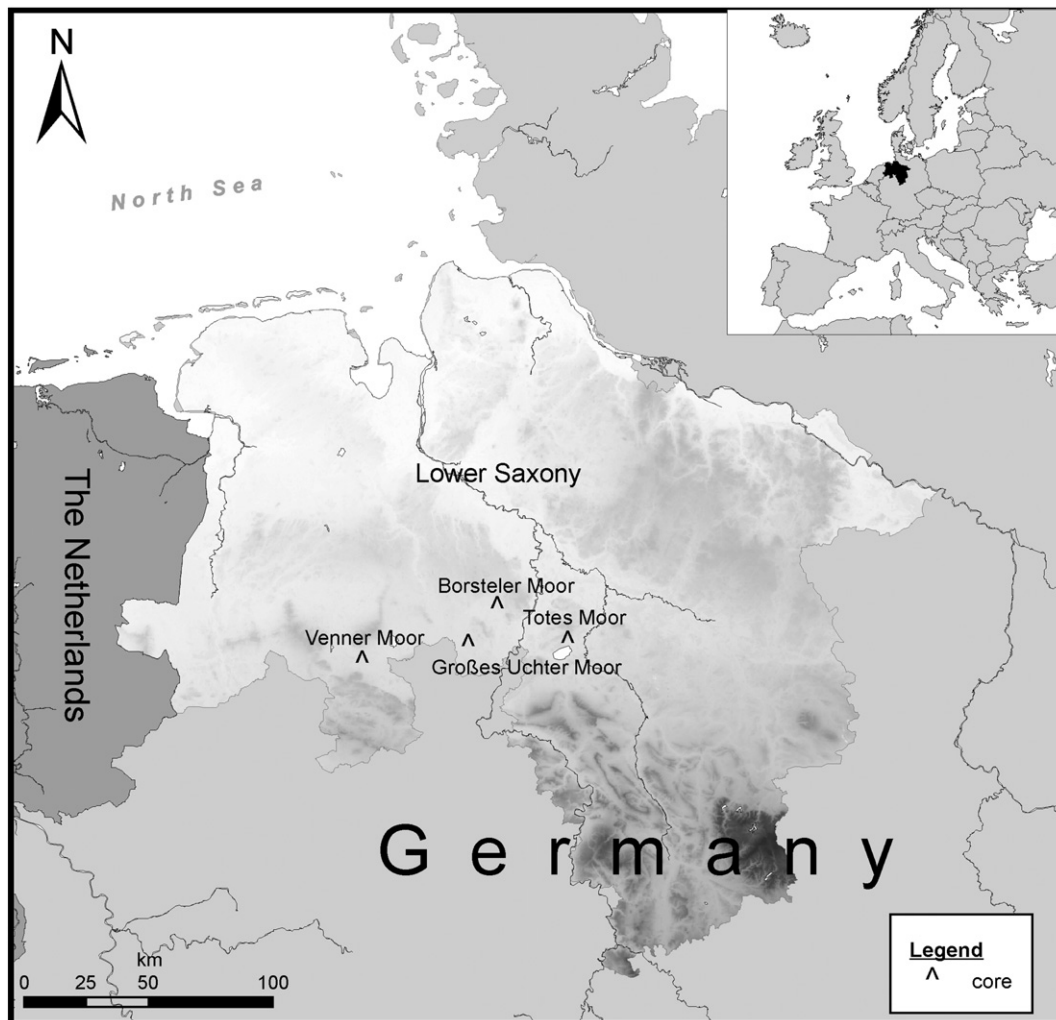 N
North Sea
Lower Saxony
The Netherlands
Borsteler Moor
Totes Moor
Venner Moor
Großes Uchter Moor
Germany
km
0 25 50 100
Legend
^ core